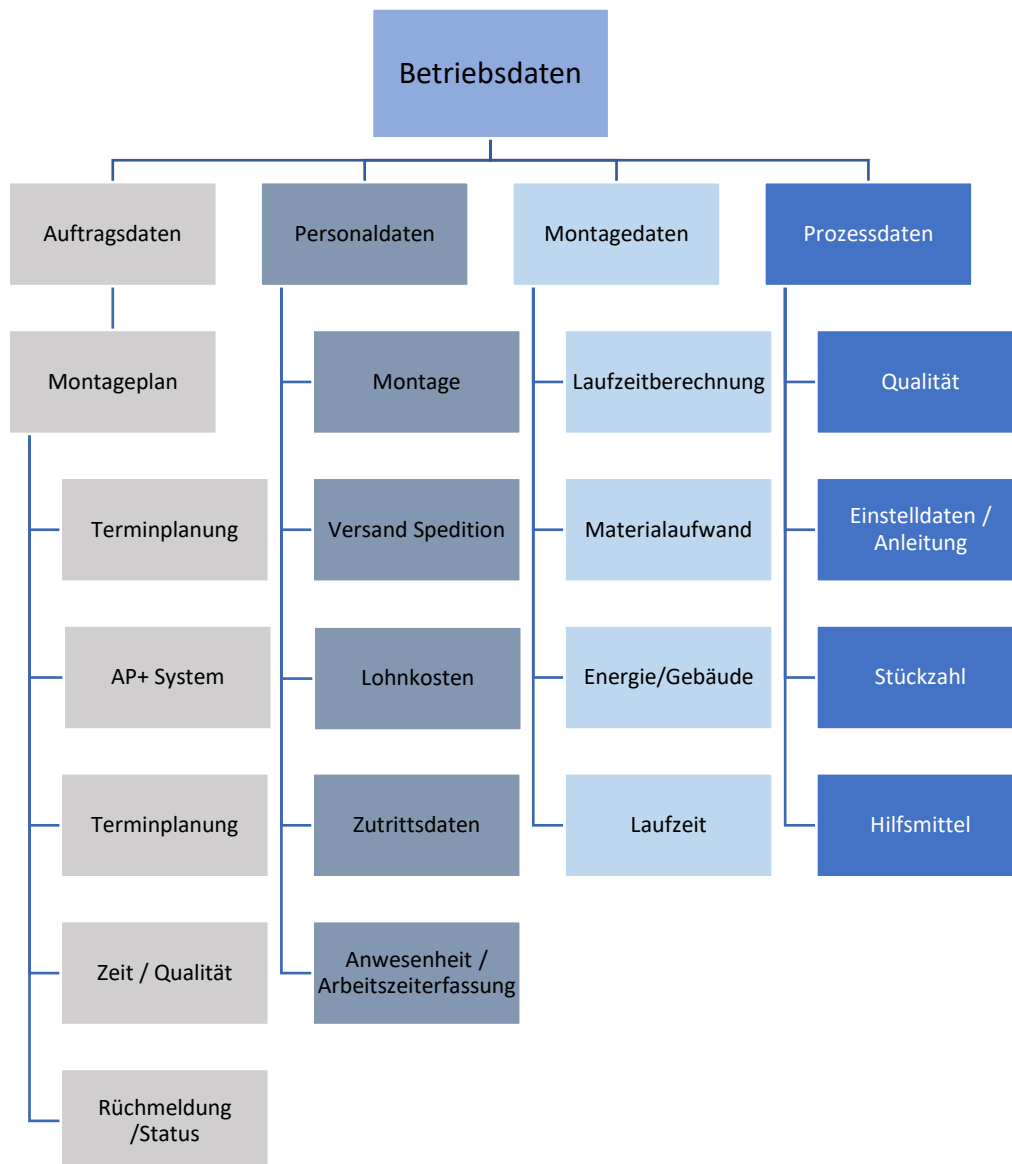 Betriebsdaten
Auftragsdaten
Personaldaten
Montagedaten
Prozessdaten
Montageplan
Montage
Laufzeitberechnung
Qualität
Terminplanung
Versand Spedition
Materialaufwand
Einstelldaten /
Anleitung
AP+ System
Lohnkosten
Energie/Gebäude
Stückzahl
Terminplanung
Zutrittsdaten
Laufzeit
Hilfsmittel
Zeit / Qualität
Anwesenheit /
Arbeitszeiterfassung
Rüchmeldung
/Status